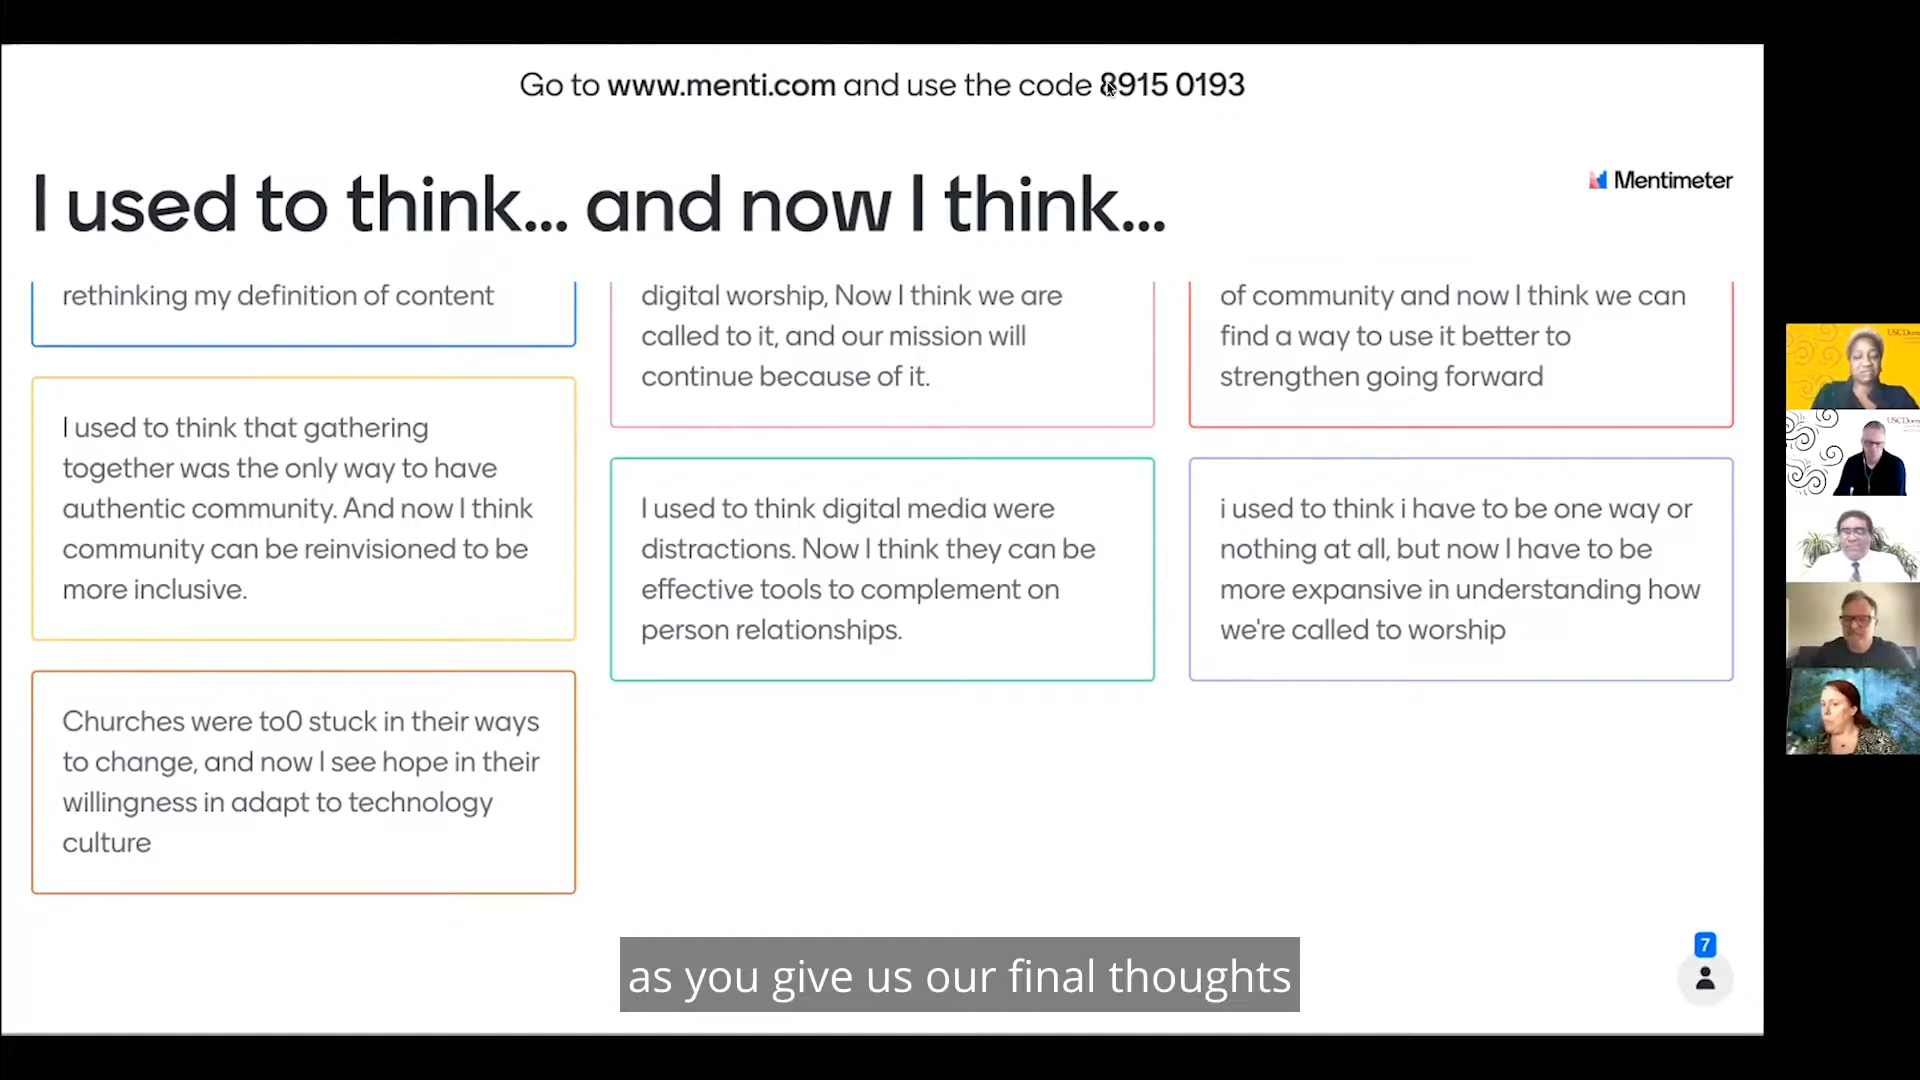 Go to www.menti.com and use the code 8915 0193
I used to think... and now I think...
Mentimeter
rethinking my definition of content
I used to think that gathering
together was the only way to have
authentic community. And now I think
community can be reinvisioned to be
more inclusive.
Churches were to0 stuck in their ways
to change, and now I see hope in their
willingness in adapt to technology
culture
digital worship, Now I think we are
called to it, and our mission will
continue because of it.
I used to think digital media were
distractions. Now I think they can be
effective tools to complement on
person relationships.
of community and now I think we can
find a way to use it better to
strengthen going forward
i used to think i have to be one way or
nothing at all, but now I have to be
more expansive in understanding how
we're called to worship
7
as you give us our final thoughts